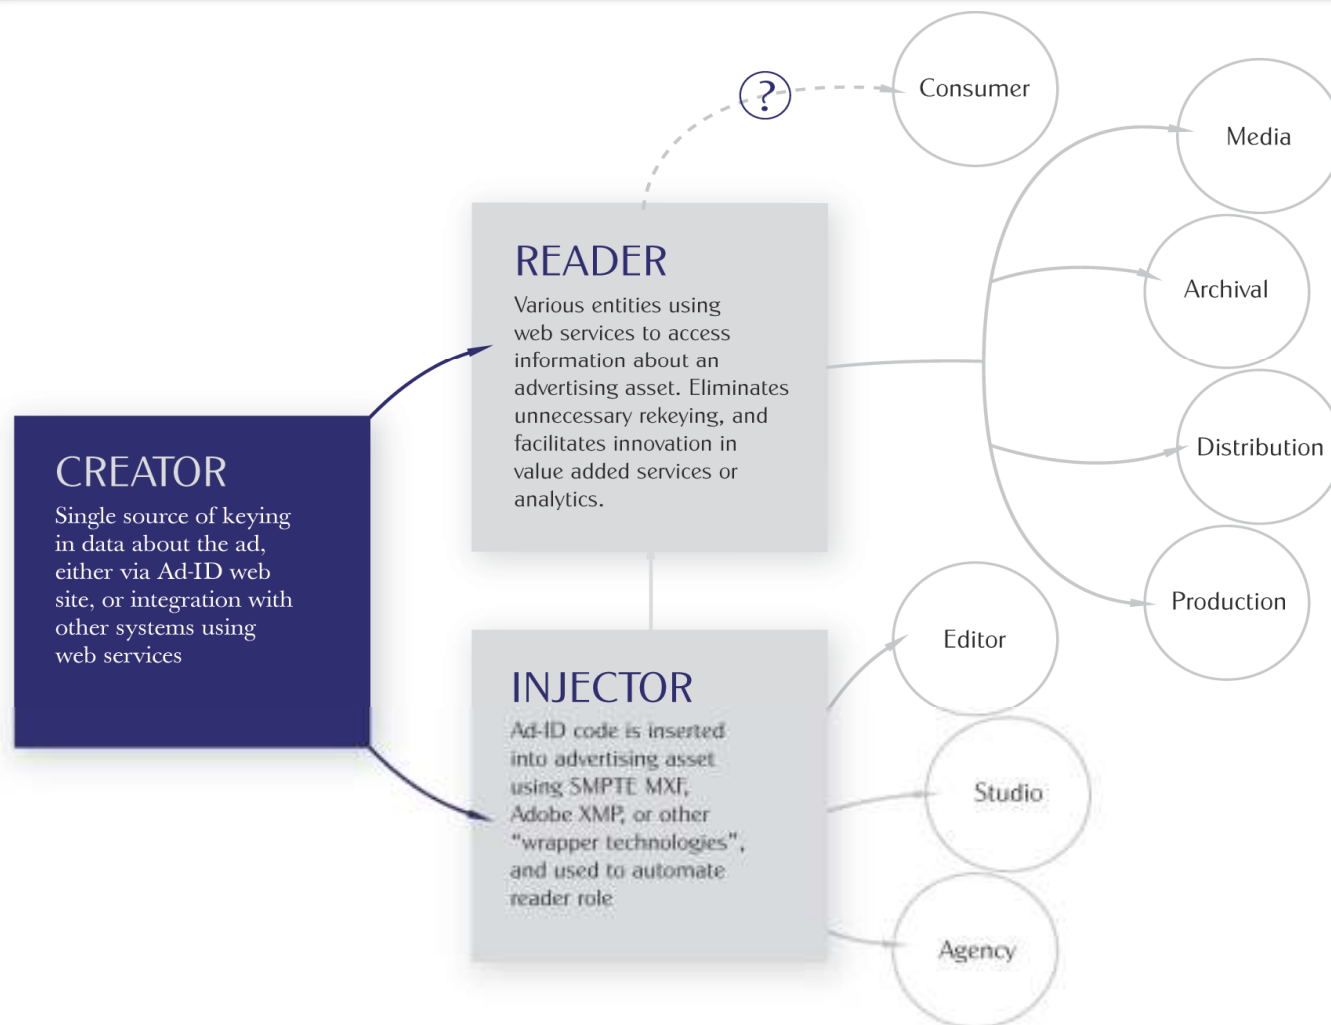 ?
Consumer
Media
READER
Various entities using
web services to access
information about an
advertising asset. Eliminates
unnecessary rekeying, and
facilitates innovation in
value added services or
analytics.
Archival
Distribution
Production
CREATOR
Single source of keying
in data about the ad,
either via Ad-ID web
site, or integration with
other systems using
web services
INJECTOR
Ad-ID code is inserted
into advertising asset
using SMPTE MXF,
Adobe XMP, or other
“wrapper technologies”,
and used to automate
reader role
Editor
Studio
Agency